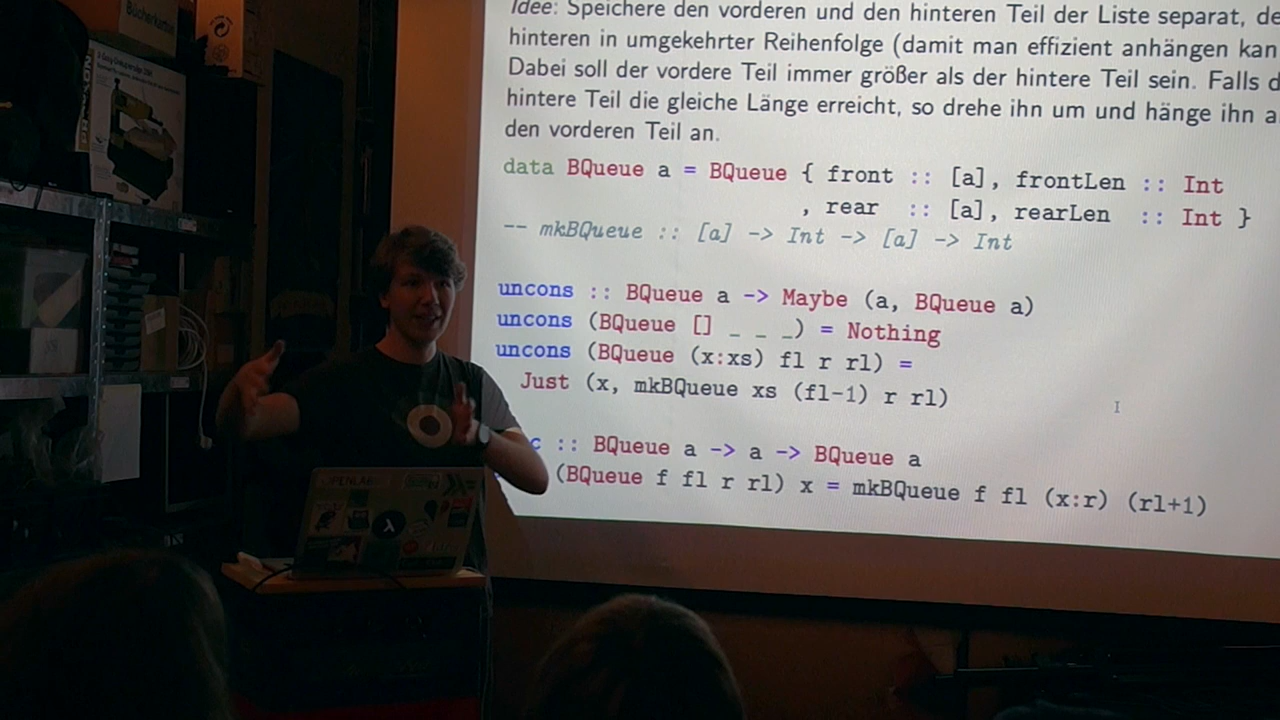 Bücherkoffer
Idee: Speichere den vorderen und den hinteren Teil der Liste separat, de
hinteren in umgekehrter Reihenfolge (damit man effizient anhängen kan
Dabei soll der vordere Teil immer größer als der hintere Teil sein. Falls d
hintere Teil die gleiche Länge erreicht, so drehe ihn um und hänge ihn a
den vorderen Teil an.
data BQueue a = BQueue { front :: [a], frontLen :: Int
, rear :: [a], rearLen :: Int }
-- mkBQueue :: [a] -> Int -> [a] -> Int
uncons :: BQueue a -> Maybe (a, BQueue a)
uncons (BQueue [] _ _ _) = Nothing
uncons (BQueue (x:xs) fl r rl) =
Just (x, mkBQueue xs (fl-1) r rl)
c :: BQueue a -> a -> BQueue a
(BQueue f fl r rl) x = mkBQueue f fl (x:r) (rl+1)
OPENLAB
λ